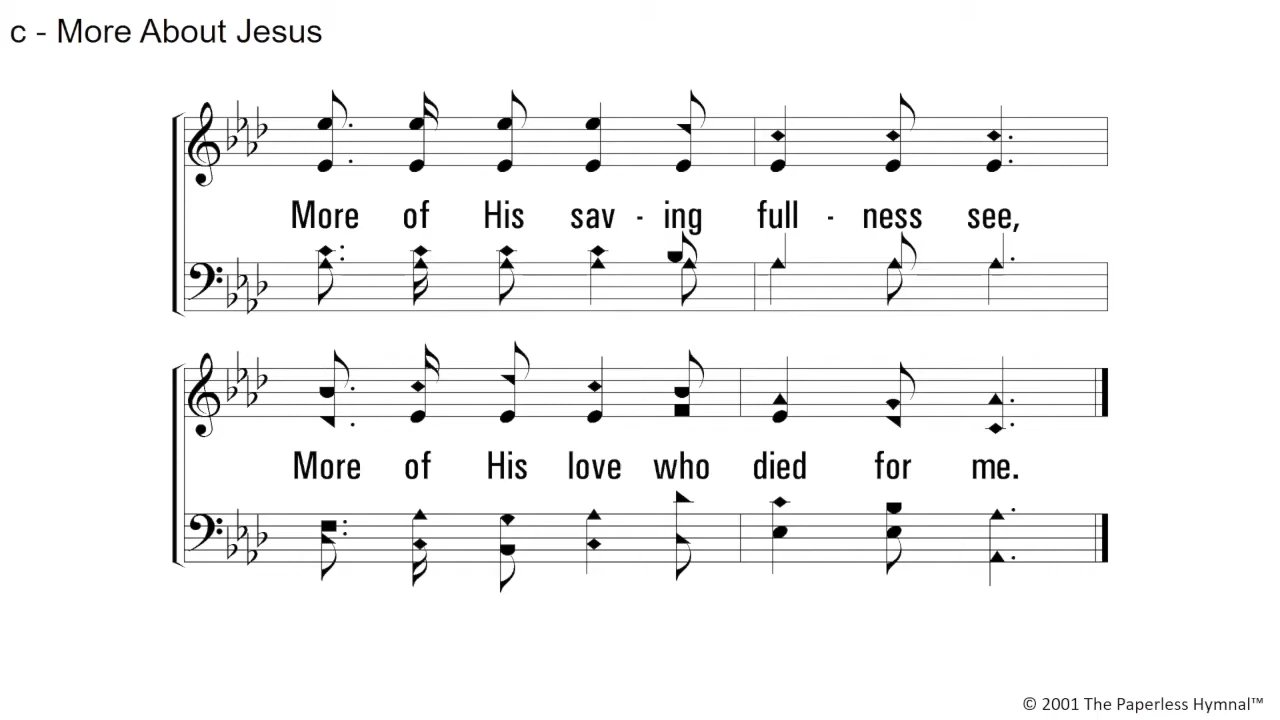 c - More About Jesus
More of His sav - ing full - ness see,
More of His love who died for me.
© 2001 The Paperless Hymnal™